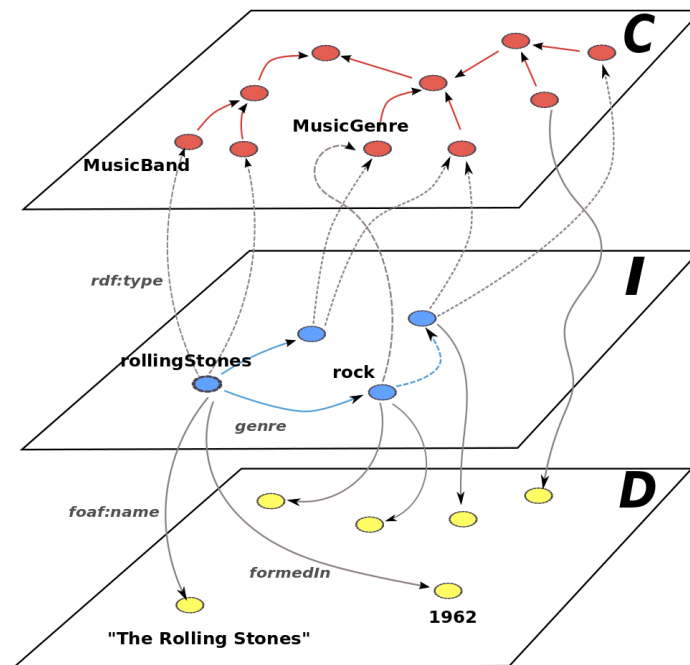 C
MusicGenre
MusicBand
I
rdf:type
rollingStones
rock
genre
D
foaf:name
formedIn
1962
"The Rolling Stones"